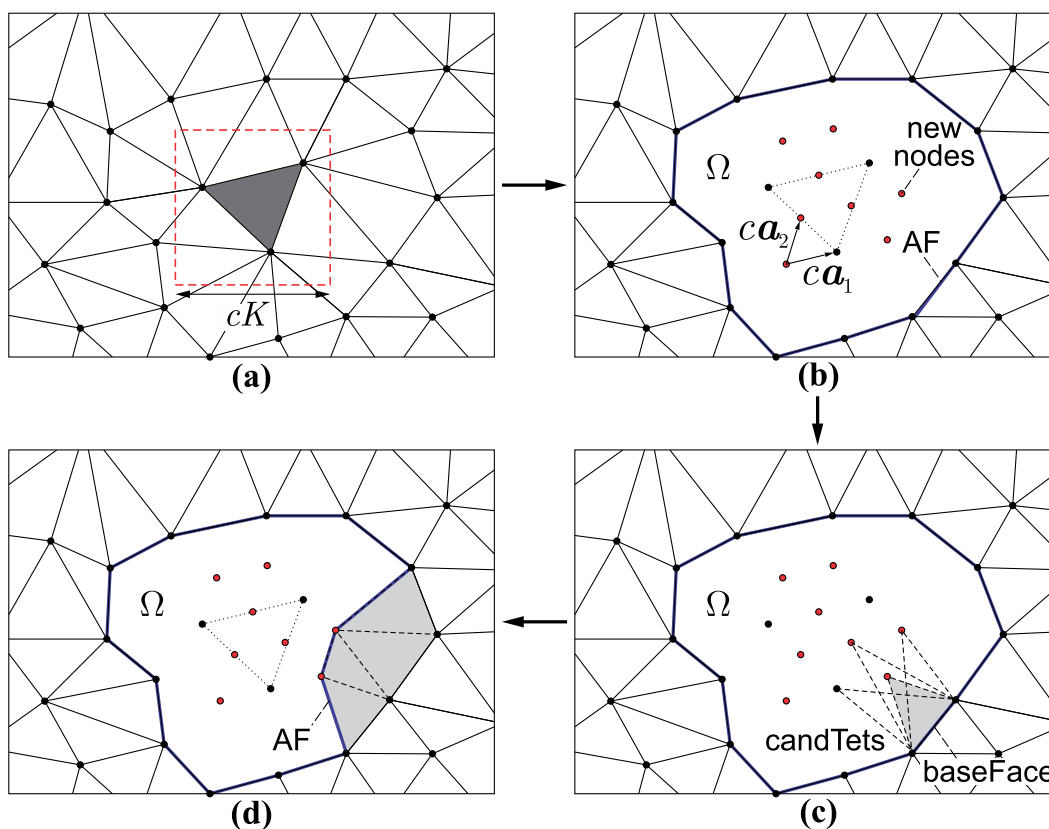 cK
(a)
new
nodes
Ω
AF
ca₂
ca₁
(b)
Ω
AF
(d)
Ω
candTets
baseFace
(c)